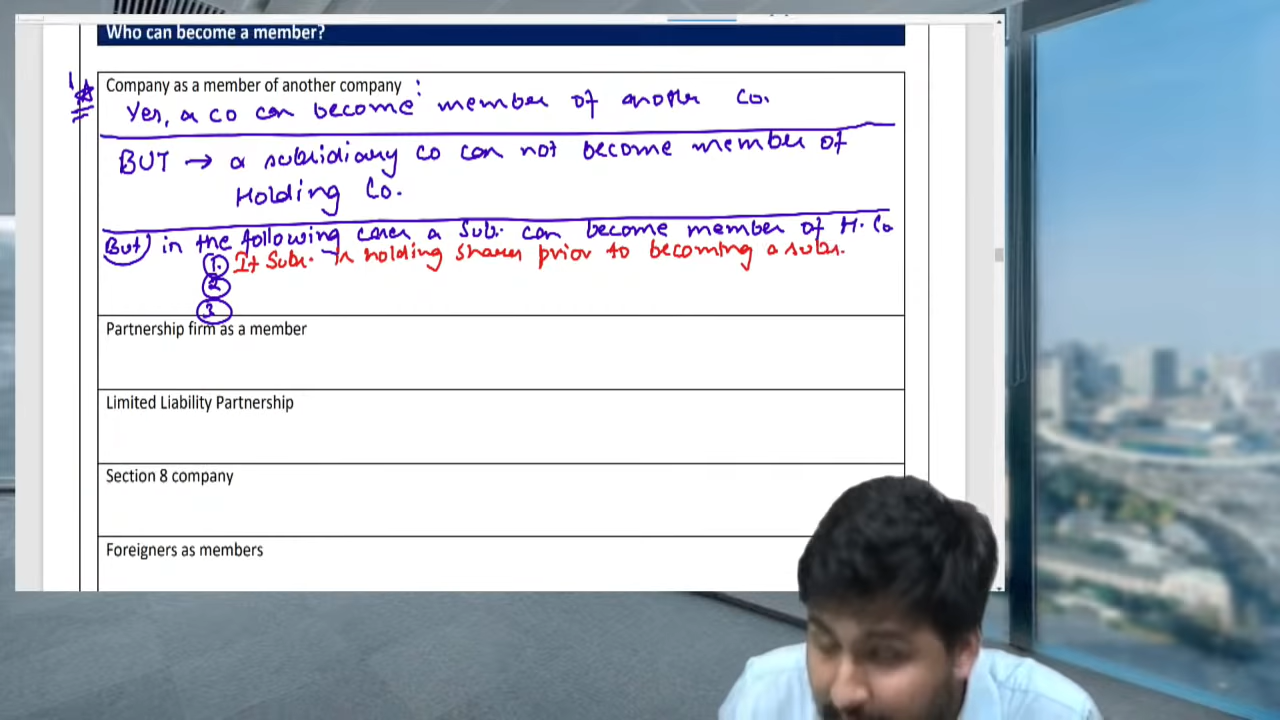 Who can become a member?
1
Company as a member of another company :
Yes, a co can become member of another Co.
BUT → a subsidiary co can not become member of
Holding Co.
But in the following cases a Sub. can become member of H. Co
1. If Subs. is holding shares prior to becoming a subs.
2
3
Partnership firm as a member
Limited Liability Partnership
Section 8 company
Foreigners as members